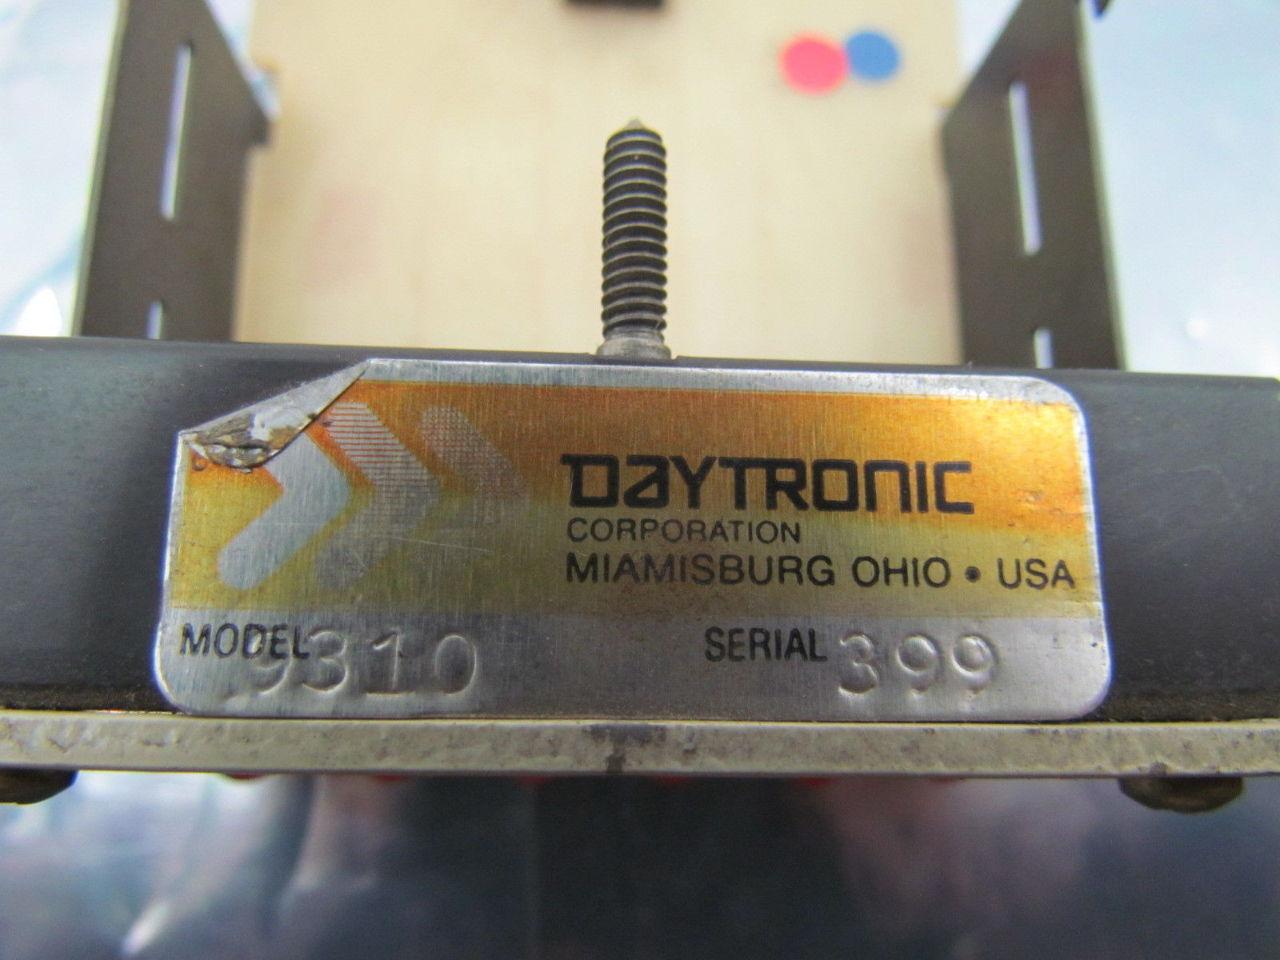 DAYTRONIC
CORPORATION
MIAMISBURG OHIO • USA
MODEL 9310 SERIAL 399